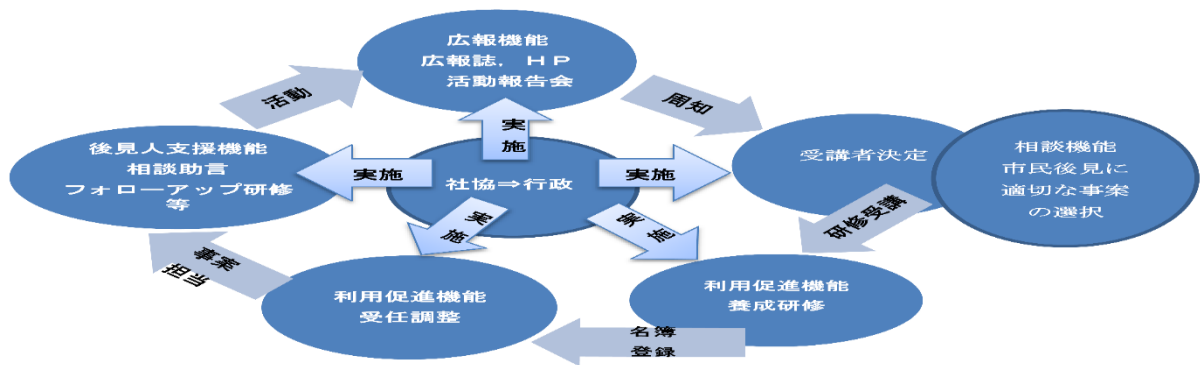 広報機能
広報誌，ＨＰ
活動報告会
活動
周知
実施
後見人支援機能
相談助言
フォローアップ研修
等
実施
社協⇒行政
実施
受講者決定
相談機能
市民後見に
適切な事案
の選択
実施
実施
研修受講
事案
担当
利用促進機能
受任調整
利用促進機能
養成研修
名簿
登録